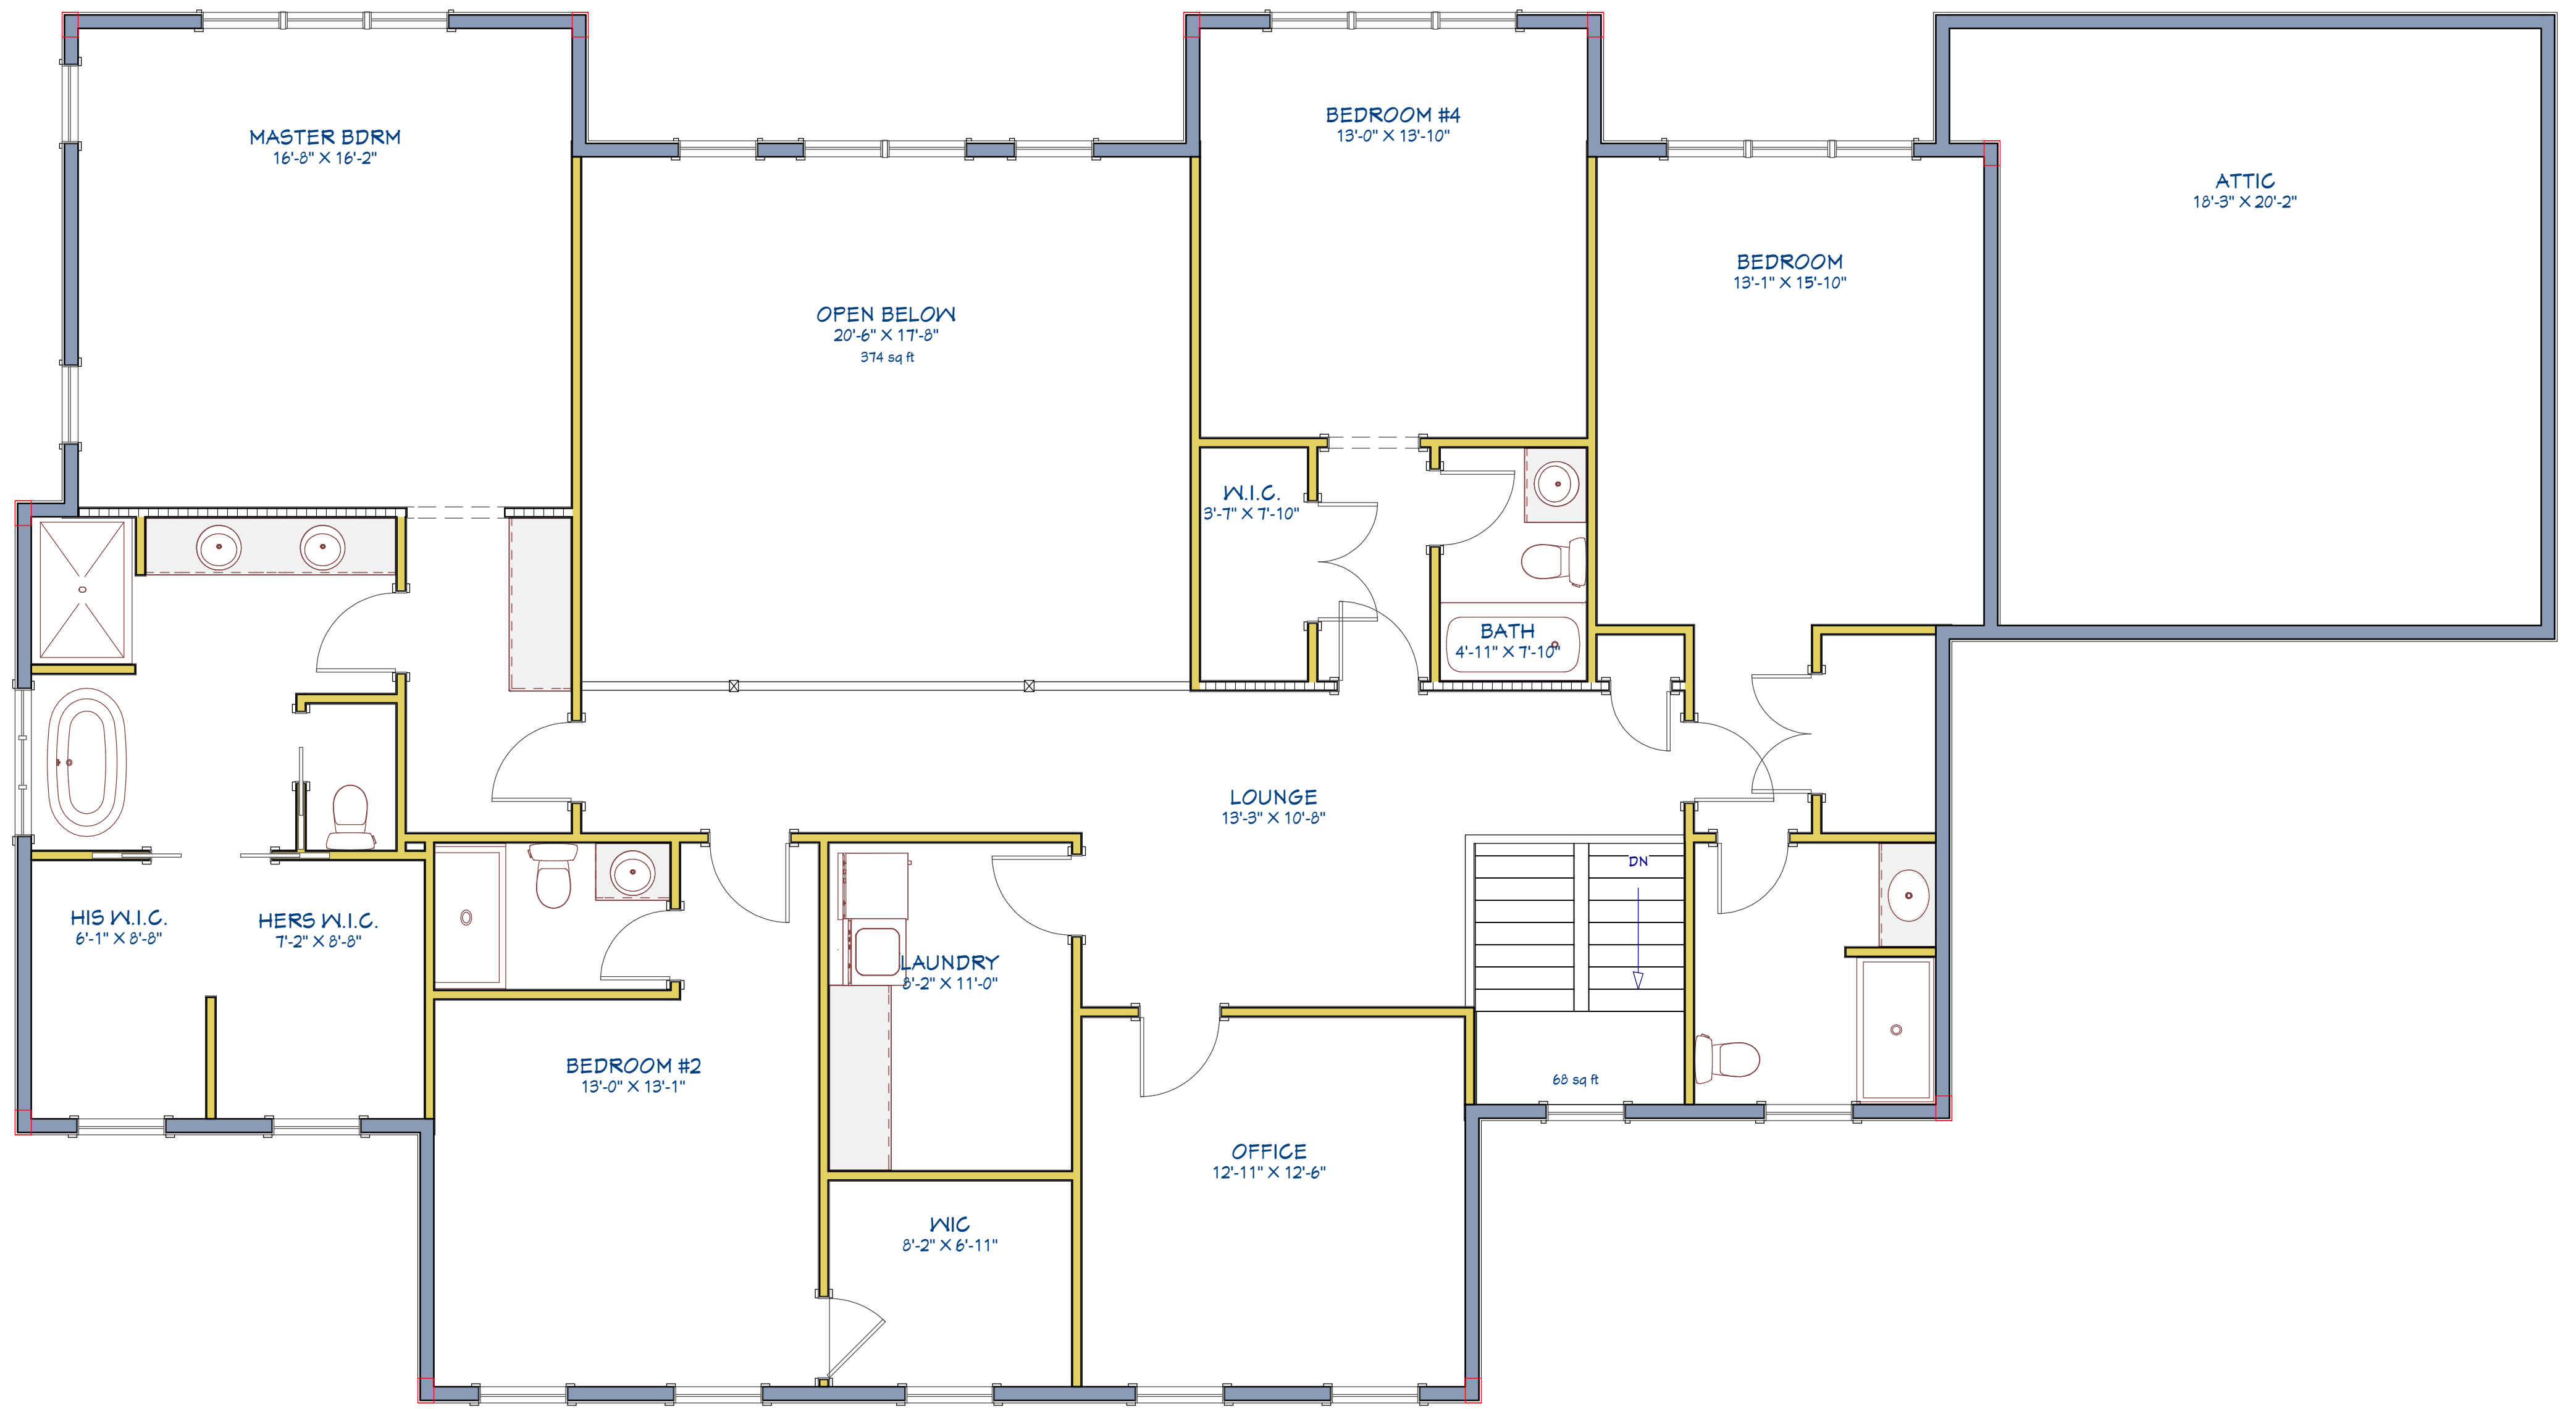 MASTER BDRM
16'-8" X 16'-2"
BEDROOM #4
13'-0" X 13'-10"
ATTIC
18'-3" X 20'-2"
BEDROOM
13'-1" X 15'-10"
OPEN BELOW
20'-6" X 17'-8"
374 sq ft
W.I.C.
3'-7" X 7'-10"
BATH
4'-11" X 7'-10"
LOUNGE
13'-3" X 10'-8"
DN
HIS W.I.C.
6'-1" X 8'-8"
HERS W.I.C.
7'-2" X 8'-8"
LAUNDRY
8'-2" X 11'-0"
BEDROOM #2
13'-0" X 13'-1"
68 sq ft
OFFICE
12'-11" X 12'-6"
WIC
8'-2" X 6'-11"